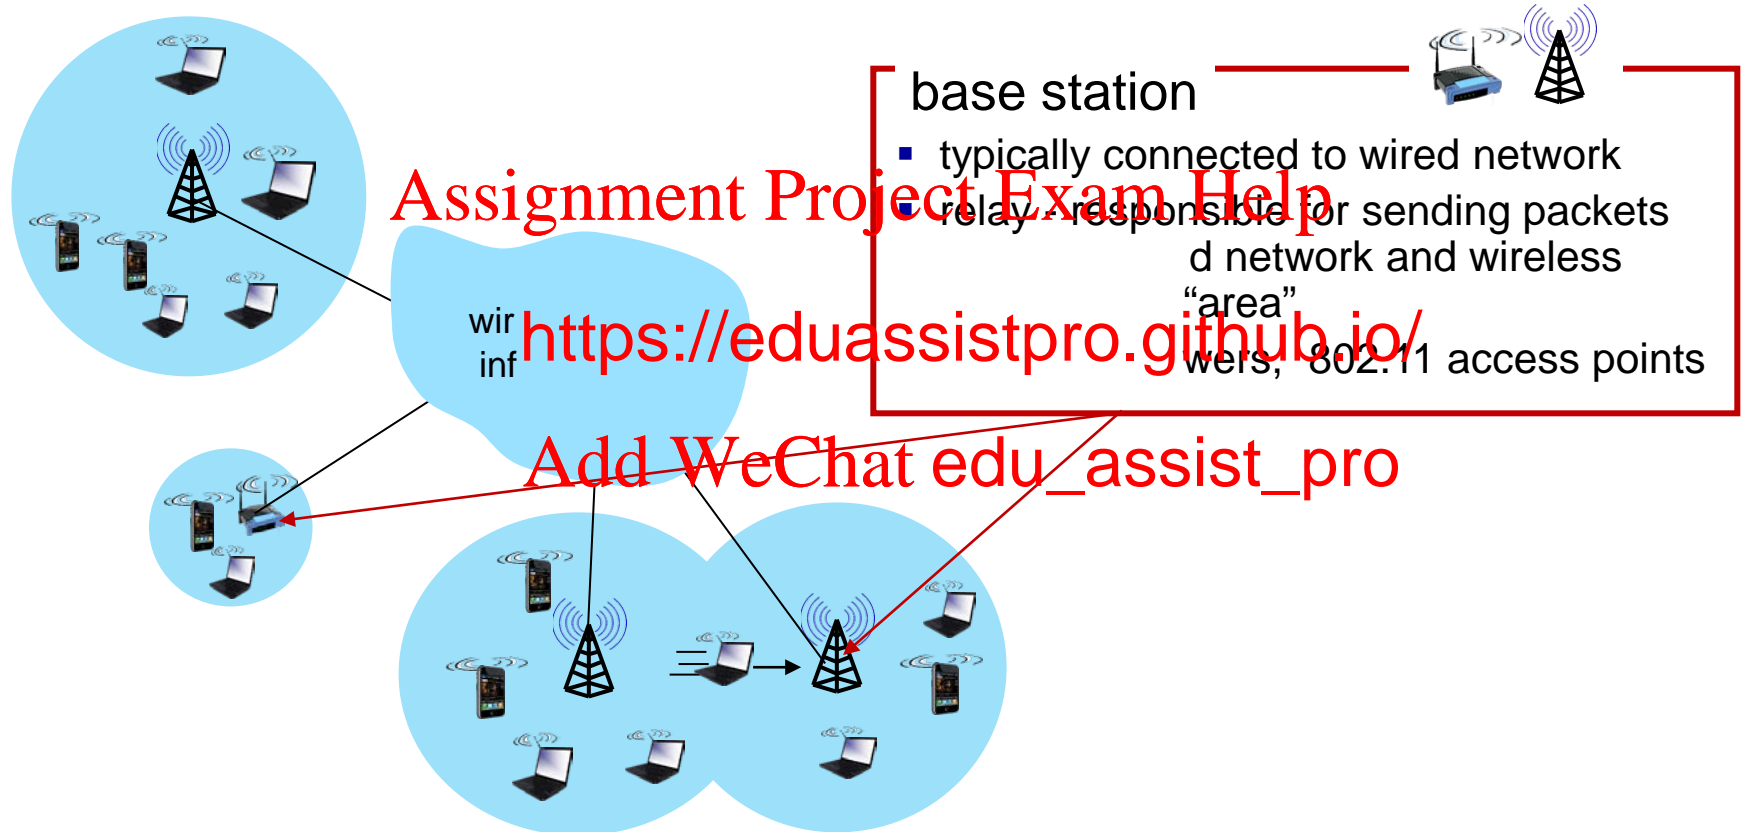 base station
typically connected to wired network
Assignment Project Exam Help
relay - responsible for sending packets
d network and wireless
“area”
wir
https://eduassistpro.github.io/
inf
wers, 802.11 access points
Add WeChat edu_assist_pro